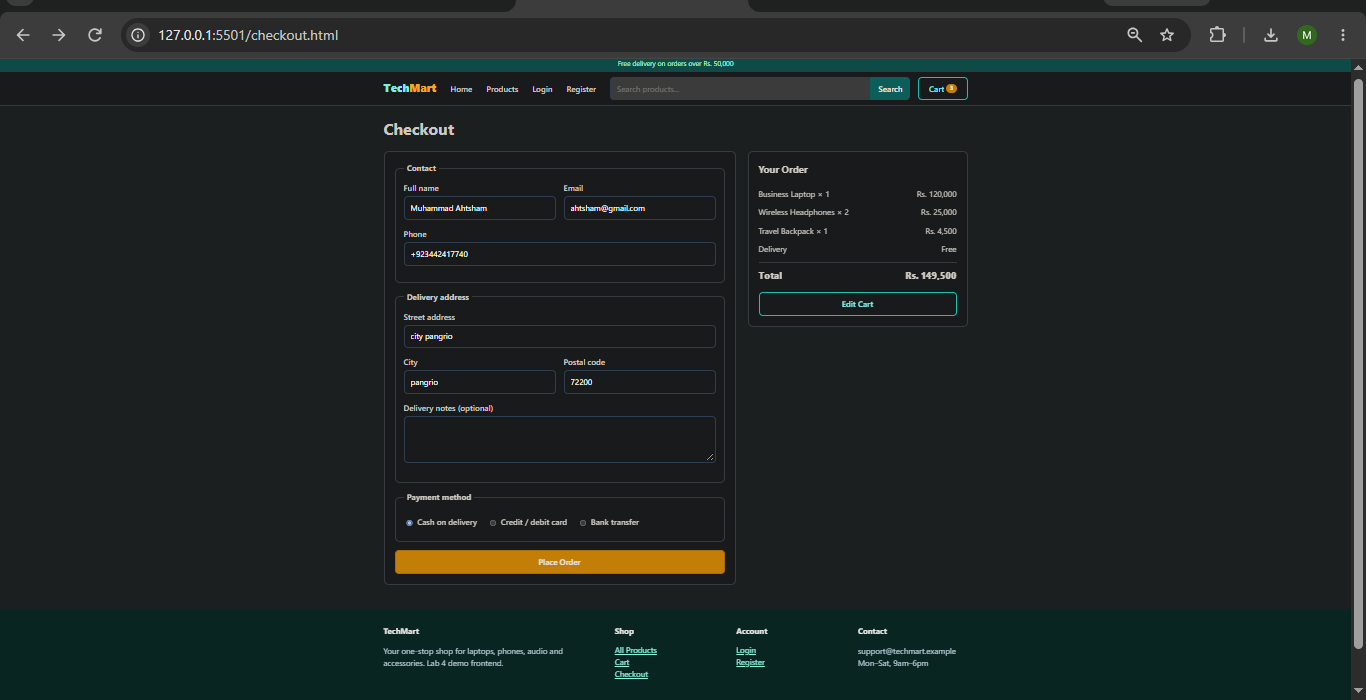 127.0.0.1:5501/checkout.html
M
Free delivery on orders over Rs. 50,000
TechMart Home Products Login Register Search products... Search Cart 3
Checkout
Contact
Full name Email
Muhammad Ahtsham ahtsham@gmail.com
Phone
+923442417740
Delivery address
Street address
city pangrio
City Postal code
pangrio 72200
Delivery notes (optional)
Payment method
Cash on delivery Credit / debit card Bank transfer
Place Order
Your Order
Business Laptop × 1 Rs. 120,000
Wireless Headphones × 2 Rs. 25,000
Travel Backpack × 1 Rs. 4,500
Delivery Free
Total Rs. 149,500
Edit Cart
TechMart
Your one-stop shop for laptops, phones, audio and
accessories. Lab 4 demo frontend.
Shop
All Products
Cart
Checkout
Account
Login
Register
Contact
support@techmart.example
Mon–Sat, 9am–6pm